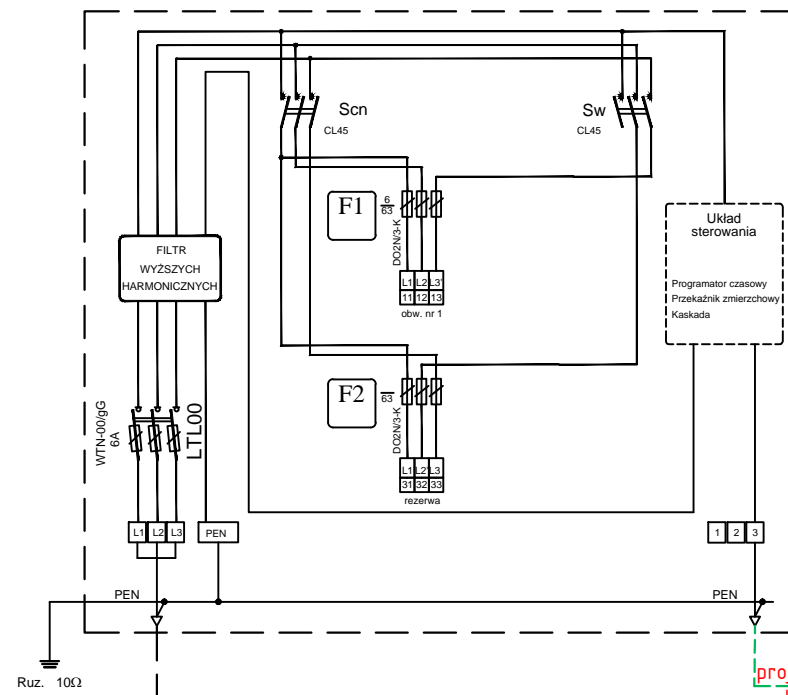 Scn
CL45
Sw
CL45
F1
6
63
DO2N/3-K
L1 L2 L3'
11 12 13
obw. nr 1
Układ
sterowania
Programator czasowy
Przekaźnik zmierzchowy
Kaskada
FILTR
WYŻSZYCH
HARMONICZNYCH
F2
63
DO2N/3-K
L1 L2' L3
31 32 33
rezerwa
WTN-00/gG
6A
LTL00
L1 L2 L3
PEN
1 2 3
PEN
PEN
Ruz. 10Ω